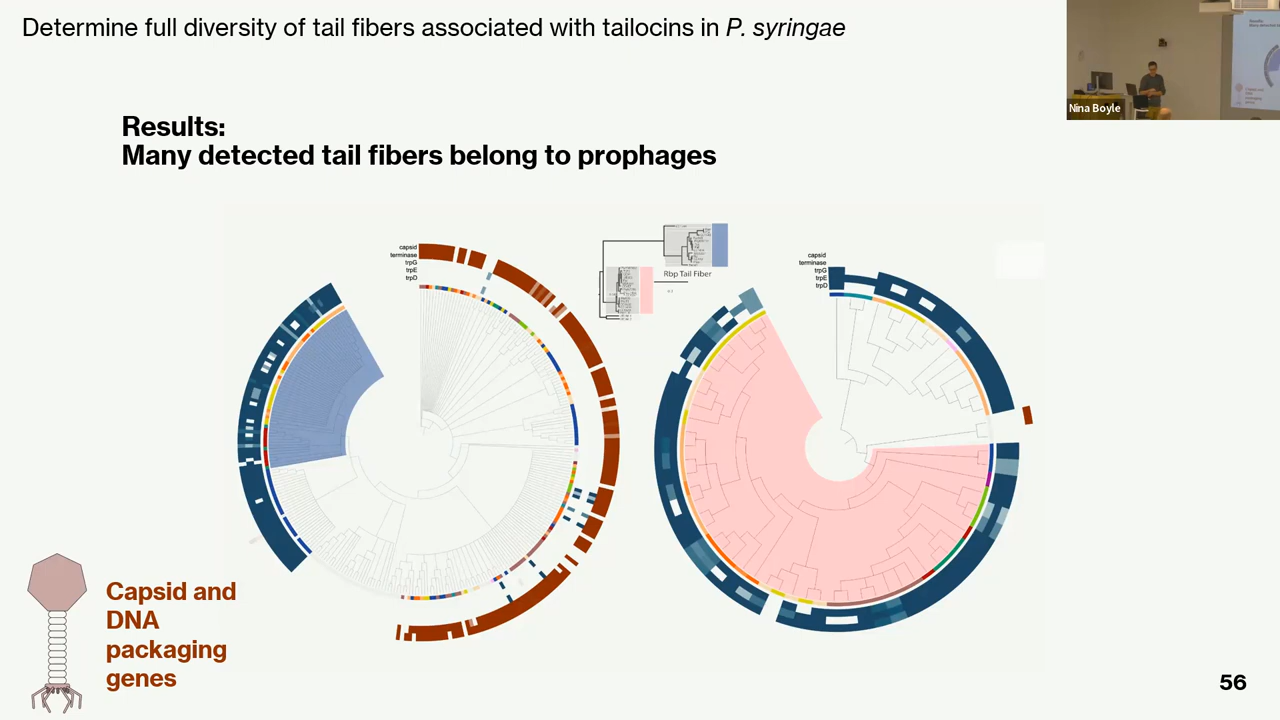 Determine full diversity of tail fibers associated with tailocins in P. syringae
Nina Boyle
Results:
Many detected tail fibers belong to prophages
capsid
terminase
trpG
trpE
trpD
Rbp Tail Fiber
capsid
terminase
trpG
trpE
trpD
Capsid and
DNA
packaging
genes
56